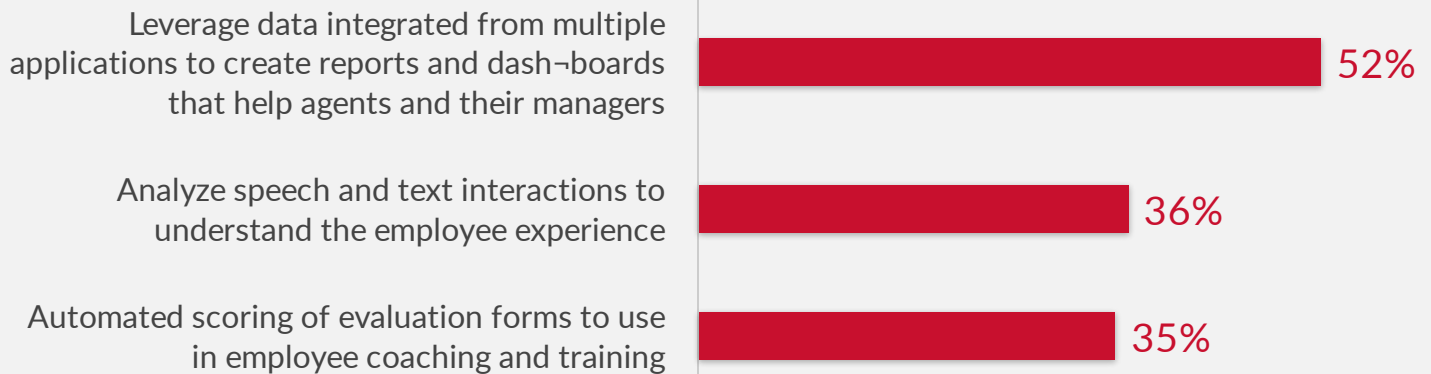 Leverage data integrated from multiple
applications to create reports and dash¬boards
that help agents and their managers
52%
Analyze speech and text interactions to
understand the employee experience
36%
Automated scoring of evaluation forms to use
in employee coaching and training
35%